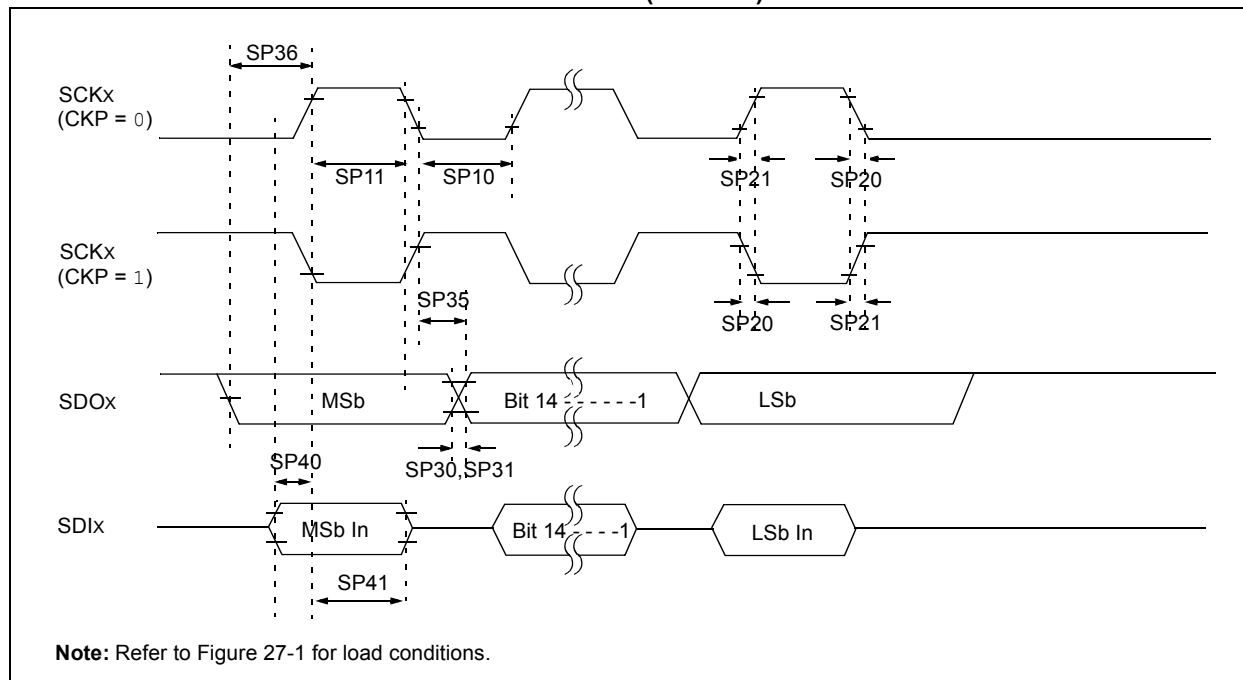 SP36
SCKx
(CKP = 0)
SP11
SP10
SP21
SP20
SCKx
(CKP = 1)
SP35
SP20
SP21
SDOx
MSb
Bit 14 - - - - - -1
LSb
SP40
SP30,SP31
SDIx
MSb In
Bit 14 - - - -1
LSb In
SP41
Note: Refer to Figure 27-1 for load conditions.